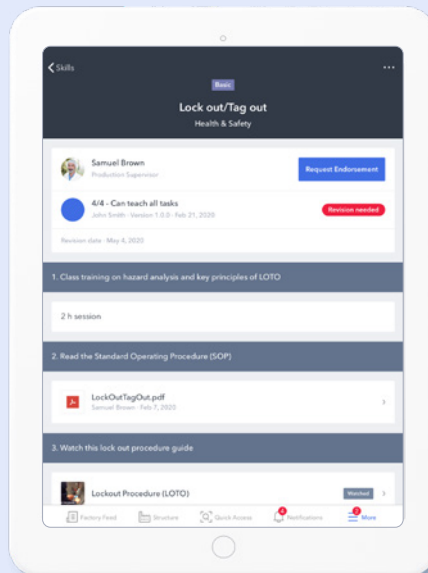 Skills
Basic
Lock out/Tag out
Health & Safety
Samuel Brown
Production Supervisor
Request Endorsement
4/4 - Can teach all tasks
John Smith · Version 1.0.0 · Feb 21, 2020
Revision needed
Revision date · May 4, 2020
1. Class training on hazard analysis and key principles of LOTO
2 h session
2. Read the Standard Operating Procedure (SOP)
LockOutTagOut.pdf
Samuel Brown · Feb 7, 2020
3. Watch this lock out procedure guide
Lockout Procedure (LOTO)
Watched
Factory Feed
Structure
Quick Access
4
Notifications
2
More